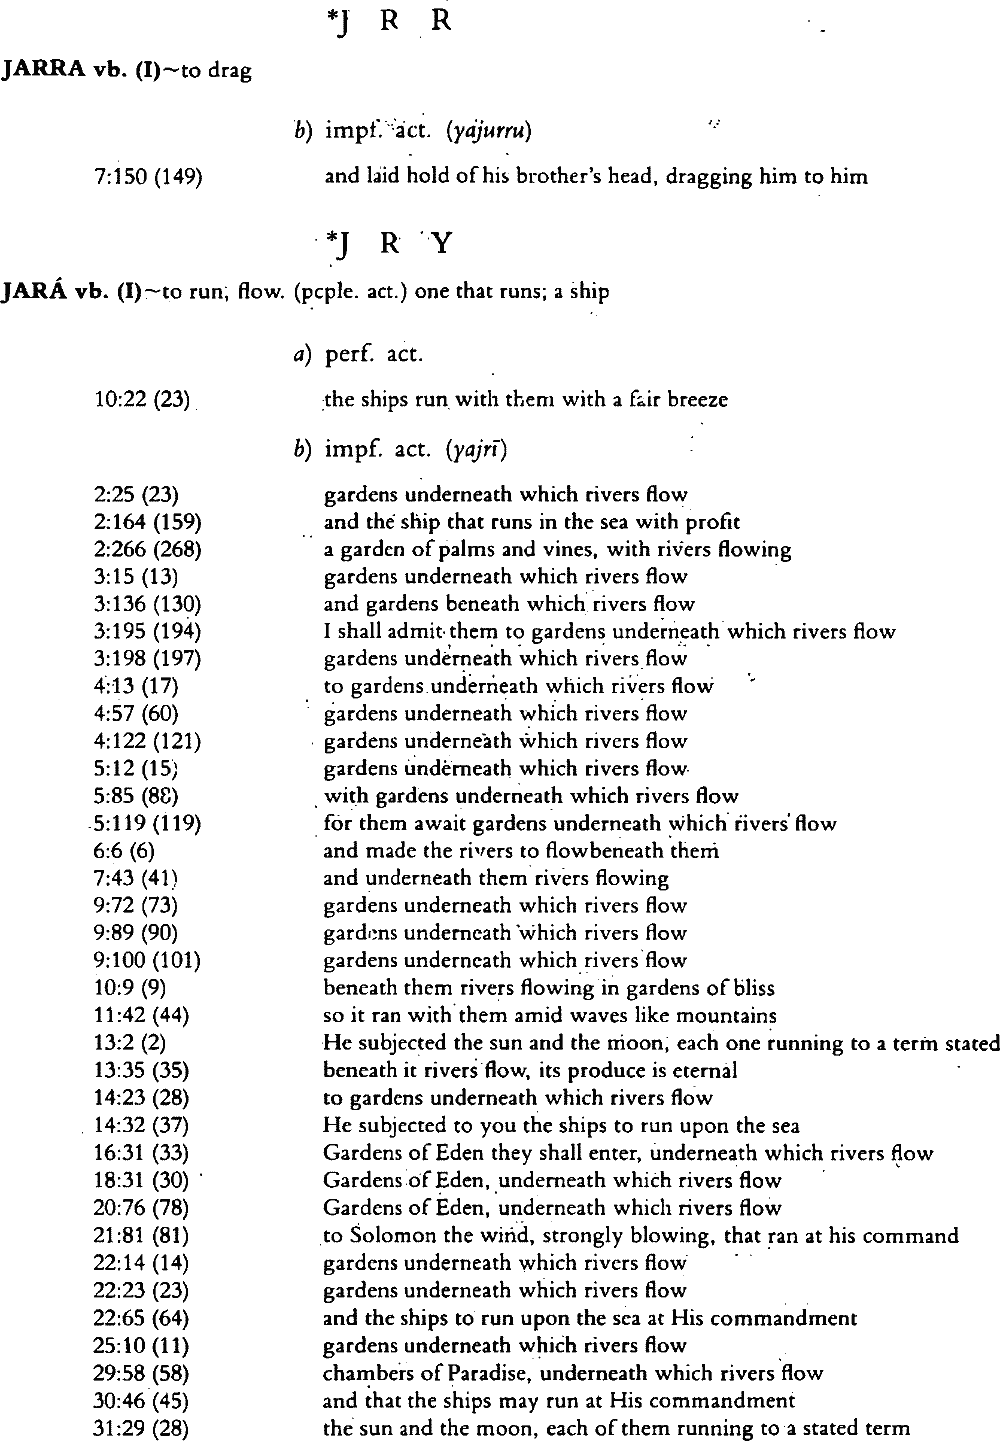 *J R R
JARRA vb. (I)~to drag
b) impf. act. (yajurru)
7:150 (149) and laid hold of his brother's head, dragging him to him
*J R Y
JARÁ vb. (I)~to run; flow. (pcple. act.) one that runs; a ship
a) perf. act.
10:22 (23) the ships run with them with a fair breeze
b) impf. act. (yajrī)
2:25 (23) gardens underneath which rivers flow
2:164 (159) and the ship that runs in the sea with profit
2:266 (268) a garden of palms and vines, with rivers flowing
3:15 (13) gardens underneath which rivers flow
3:136 (130) and gardens beneath which rivers flow
3:195 (194) I shall admit them to gardens underneath which rivers flow
3:198 (197) gardens underneath which rivers flow
4:13 (17) to gardens underneath which rivers flow
4:57 (60) gardens underneath which rivers flow
4:122 (121) gardens underneath which rivers flow
5:12 (15) gardens underneath which rivers flow
5:85 (88) with gardens underneath which rivers flow
5:119 (119) for them await gardens underneath which rivers flow
6:6 (6) and made the rivers to flowbeneath them
7:43 (41) and underneath them rivers flowing
9:72 (73) gardens underneath which rivers flow
9:89 (90) gardens underneath which rivers flow
9:100 (101) gardens underneath which rivers flow
10:9 (9) beneath them rivers flowing in gardens of bliss
11:42 (44) so it ran with them amid waves like mountains
13:2 (2) He subjected the sun and the moon, each one running to a term stated
13:35 (35) beneath it rivers flow, its produce is eternal
14:23 (28) to gardens underneath which rivers flow
14:32 (37) He subjected to you the ships to run upon the sea
16:31 (33) Gardens of Eden they shall enter, underneath which rivers flow
18:31 (30) Gardens of Eden, underneath which rivers flow
20:76 (78) Gardens of Eden, underneath which rivers flow
21:81 (81) to Solomon the wind, strongly blowing, that ran at his command
22:14 (14) gardens underneath which rivers flow
22:23 (23) gardens underneath which rivers flow
22:65 (64) and the ships to run upon the sea at His commandment
25:10 (11) gardens underneath which rivers flow
29:58 (58) chambers of Paradise, underneath which rivers flow
30:46 (45) and that the ships may run at His commandment
31:29 (28) the sun and the moon, each of them running to a stated term